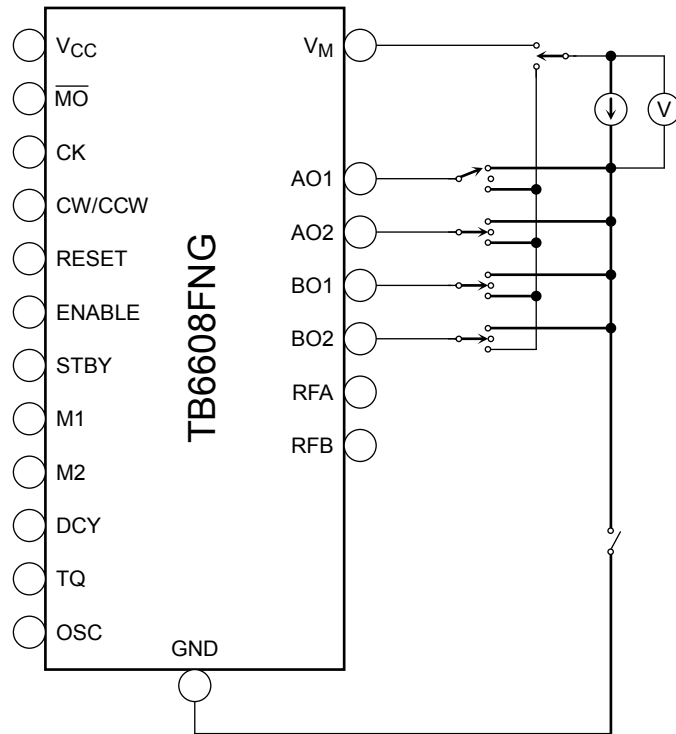 VCC
MO
CK
CW/CCW
RESET
ENABLE
STBY
M1
M2
DCY
TQ
OSC
TB6608FNG
GND
VM
AO1
AO2
BO1
BO2
RFA
RFB
V